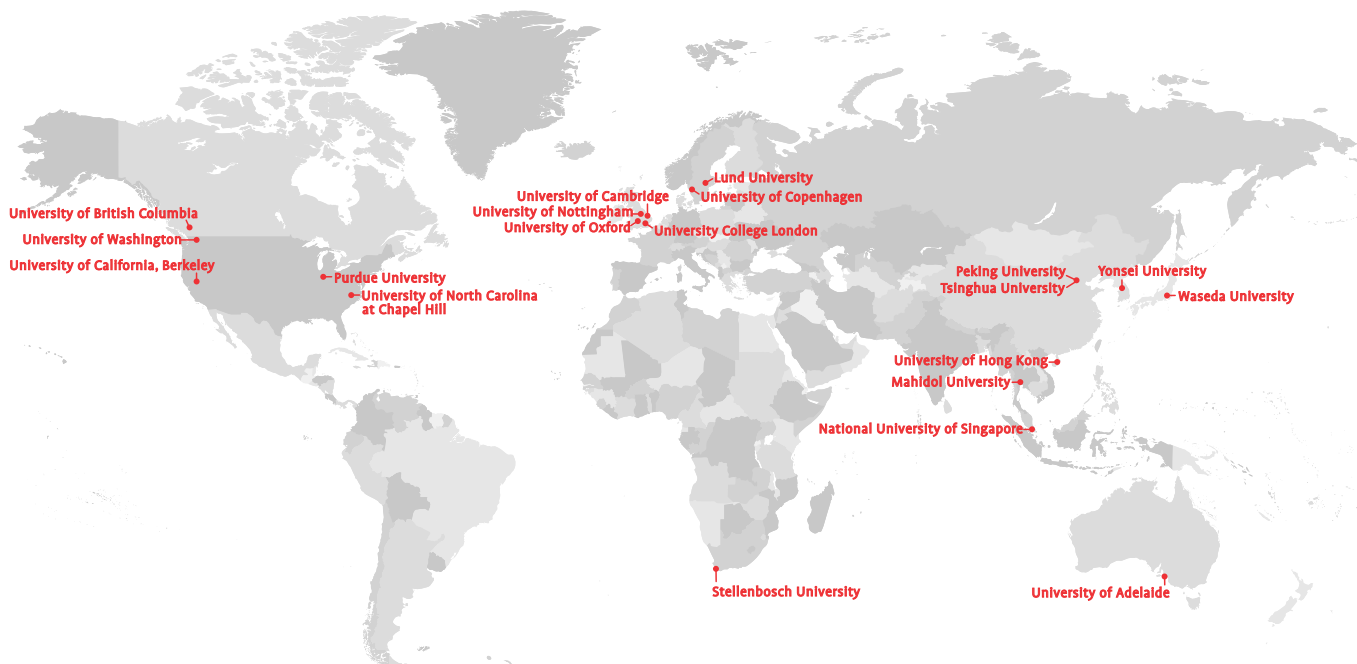 Lund University
University of Cambridge
University of Copenhagen
University of Nottingham
University of British Columbia
University of Oxford
University College London
University of Washington
University of California, Berkeley
Peking University
Yonsei University
Purdue University
Tsinghua University
University of North Carolina
at Chapel Hill
Waseda University
University of Hong Kong
Mahidol University
National University of Singapore
Stellenbosch University
University of Adelaide